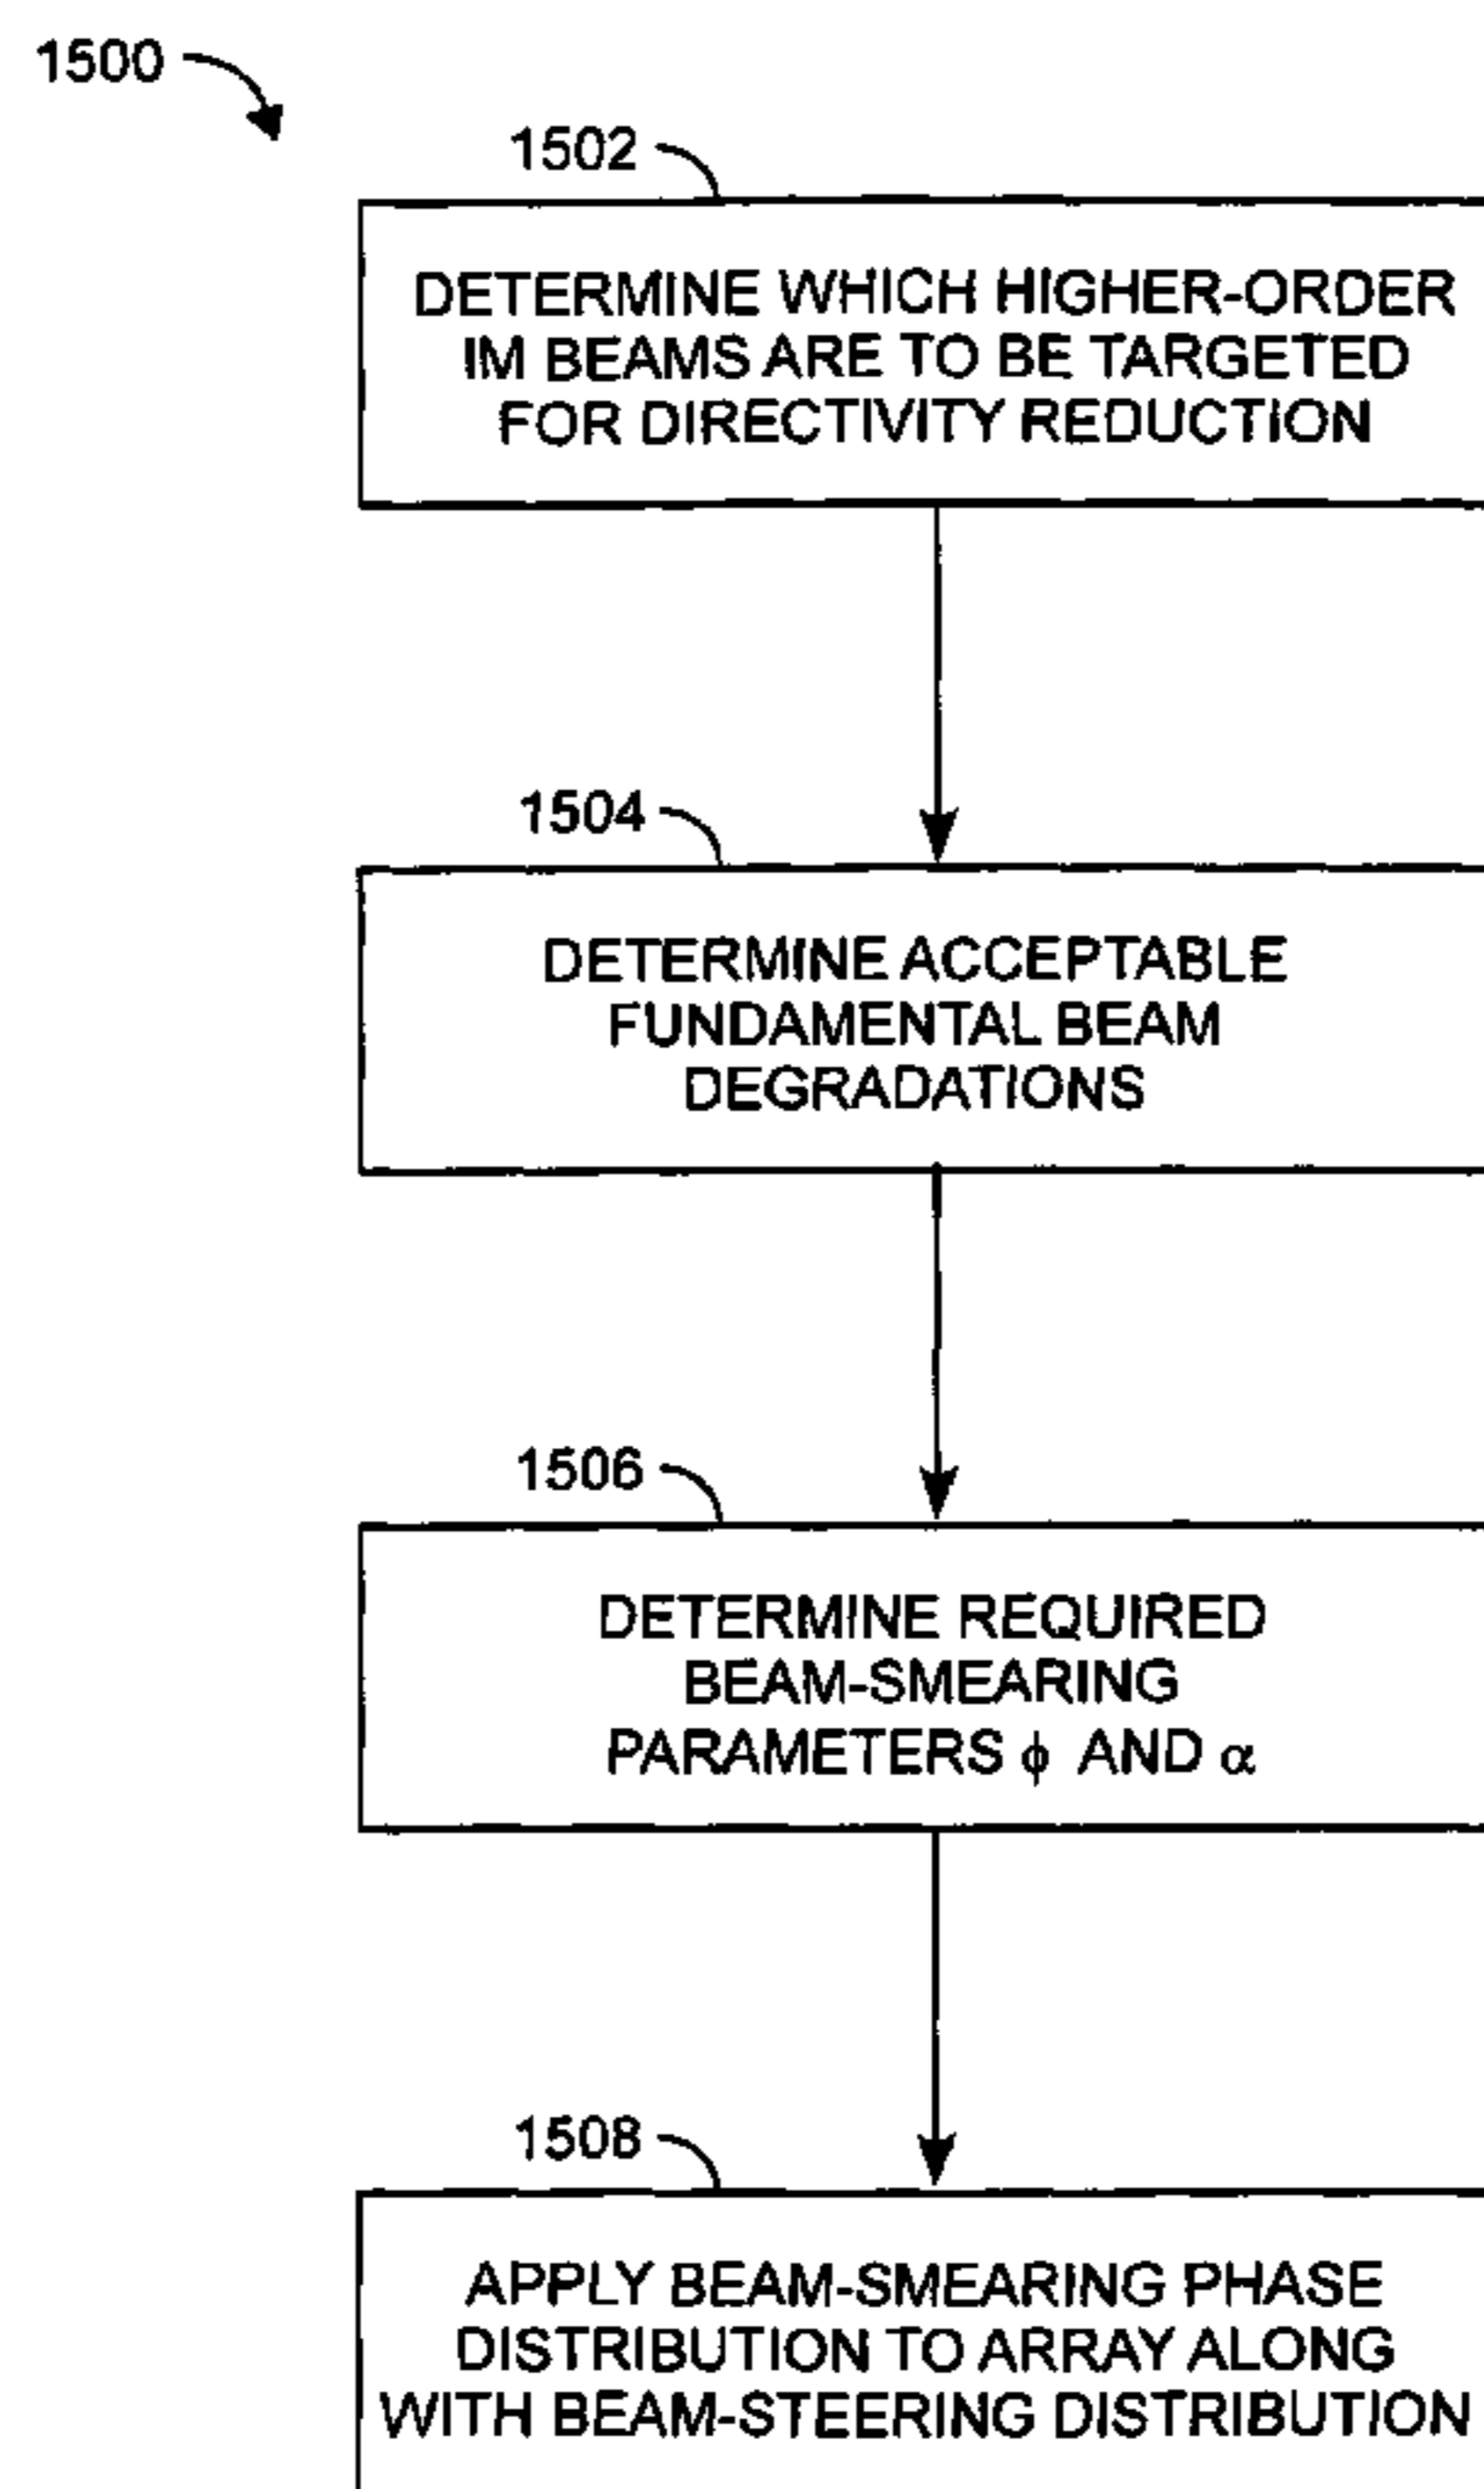 1500
1502
DETERMINE WHICH HIGHER-ORDER
IM BEAMS ARE TO BE TARGETED
FOR DIRECTIVITY REDUCTION
1504
DETERMINE ACCEPTABLE
FUNDAMENTAL BEAM
DEGRADATIONS
1506
DETERMINE REQUIRED
BEAM-SMEARING
PARAMETERS ϕ AND α
1508
APPLY BEAM-SMEARING PHASE
DISTRIBUTION TO ARRAY ALONG
WITH BEAM-STEERING DISTRIBUTION